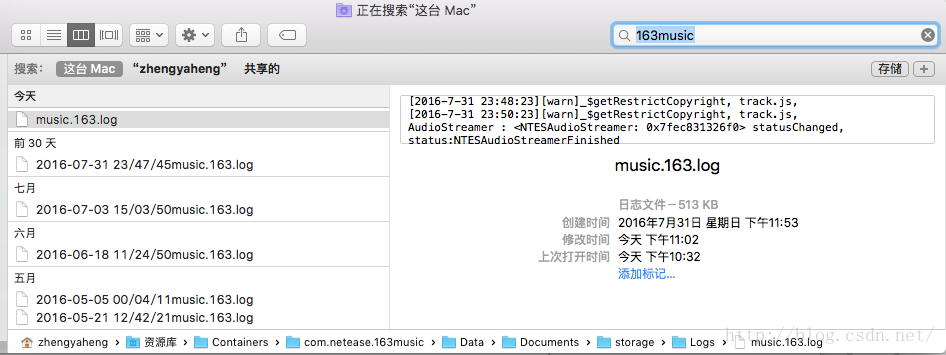 正在搜索“这台 Mac”
163music
搜索： 这台 Mac “zhengyaheng” 共享的 存储 +
今天
music.163.log
前 30 天
2016-07-31 23/47/45music.163.log
七月
2016-07-03 15/03/50music.163.log
六月
2016-06-18 11/24/50music.163.log
五月
2016-05-05 00/04/11music.163.log
2016-05-21 12/42/21music.163.log
[2016-7-31 23:48:23][warn]_$getRestrictCopyright, track.js,
[2016-7-31 23:50:23][warn]_$getRestrictCopyright, track.js,
AudioStreamer : <NTESAudioStreamer: 0x7fec831326f0> statusChanged,
status:NTESAudioStreamerFinished
music.163.log
日志文件－513 KB
创建时间 2016年7月31日 星期日 下午11:53
修改时间 今天 下午11:02
上次打开时间 今天 下午10:32
添加标记...
zhengyaheng › 资源库 › Containers › com.netease.163music › Data › Documents › storage › Logs › music.163.log
http://blog.csdn.net/